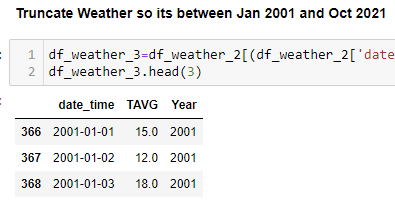 Truncate Weather so its between Jan 2001 and Oct 2021
1 df_weather_3=df_weather_2[(df_weather_2['date
2 df_weather_3.head(3)
date_time TAVG Year
366 2001-01-01 15.0 2001
367 2001-01-02 12.0 2001
368 2001-01-03 18.0 2001